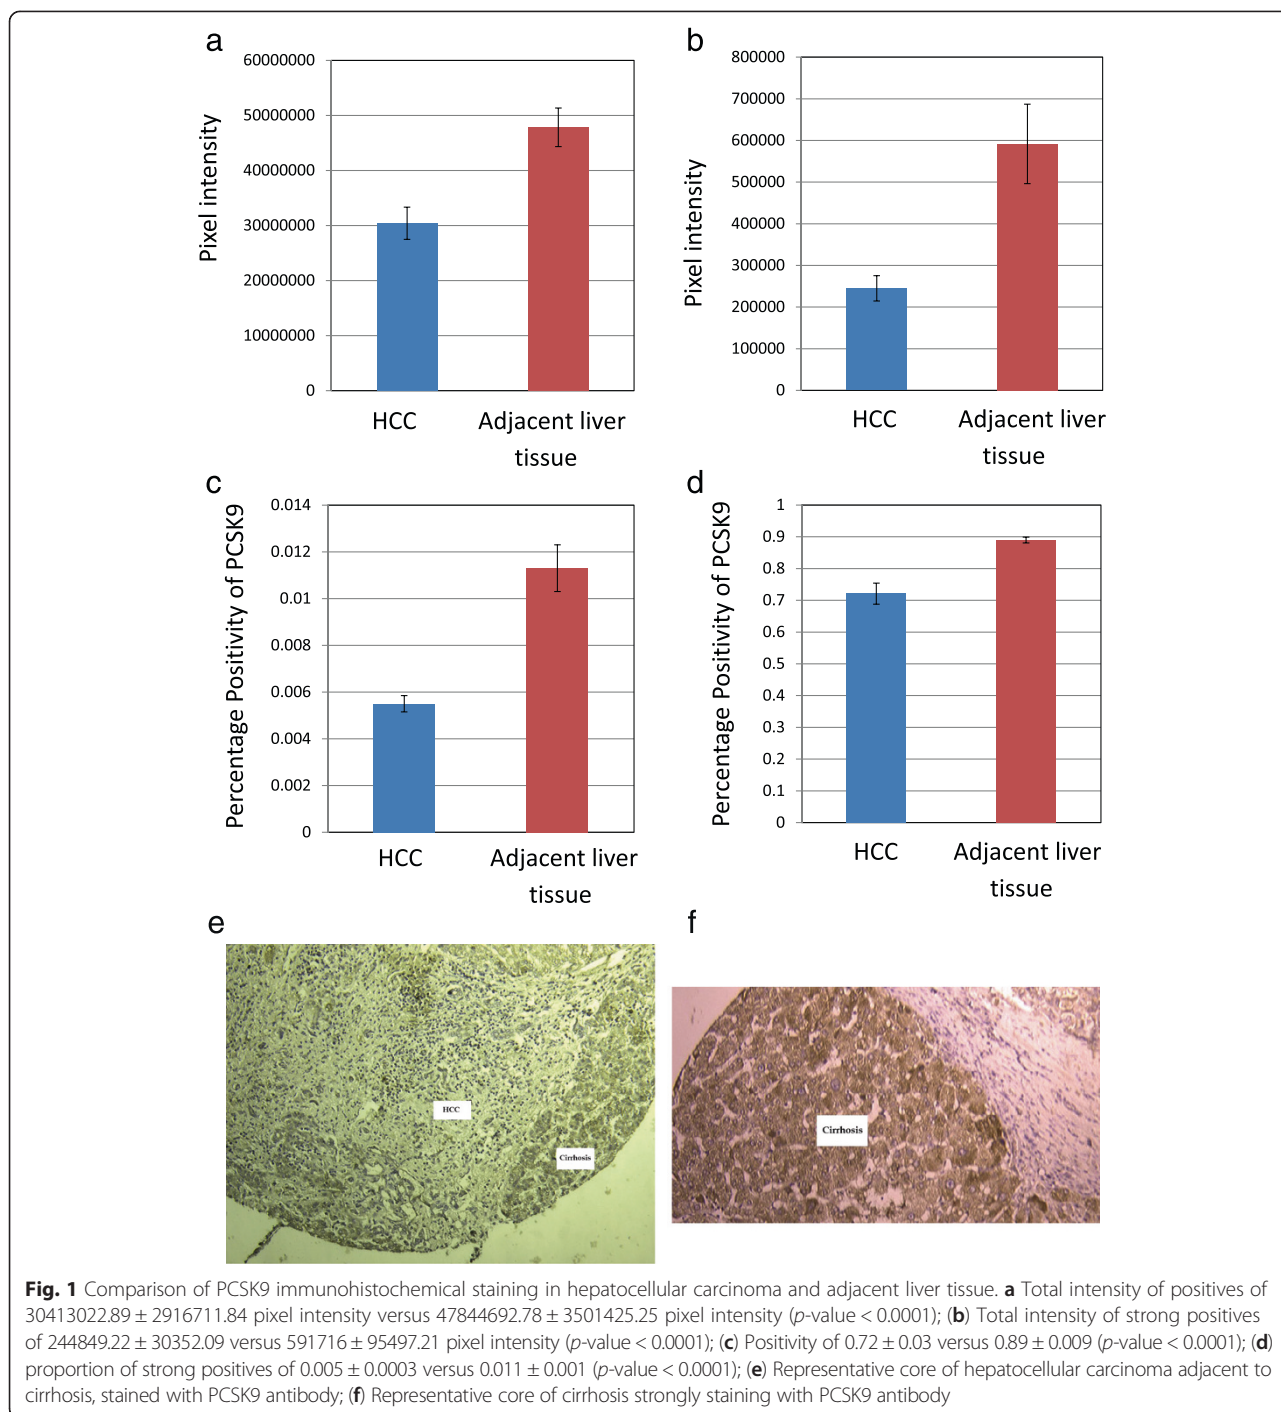 a
60000000
50000000
40000000
30000000
20000000
10000000
0
Pixel intensity
HCC
Adjacent liver
tissue
b
800000
700000
600000
500000
400000
300000
200000
100000
0
Pixel intensity
HCC
Adjacent liver
tissue
c
0.014
0.012
0.01
0.008
0.006
0.004
0.002
0
Percentage Positivity of PCSK9
HCC
Adjacent liver
tissue
d
1
0.9
0.8
0.7
0.6
0.5
0.4
0.3
0.2
0.1
0
Percentage Positivity of PCSK9
HCC
Adjacent liver
tissue
e
HCC
Cirrhosis
f
Cirrhosis
Fig. 1 Comparison of PCSK9 immunohistochemical staining in hepatocellular carcinoma and adjacent liver tissue. a Total intensity of positives of
30413022.89 ± 2916711.84 pixel intensity versus 47844692.78 ± 3501425.25 pixel intensity (p-value < 0.0001); (b) Total intensity of strong positives
of 244849.22 ± 30352.09 versus 591716 ± 95497.21 pixel intensity (p-value < 0.0001); (c) Positivity of 0.72 ± 0.03 versus 0.89 ± 0.009 (p-value < 0.0001); (d)
proportion of strong positives of 0.005 ± 0.0003 versus 0.011 ± 0.001 (p-value < 0.0001); (e) Representative core of hepatocellular carcinoma adjacent to
cirrhosis, stained with PCSK9 antibody; (f) Representative core of cirrhosis strongly staining with PCSK9 antibody